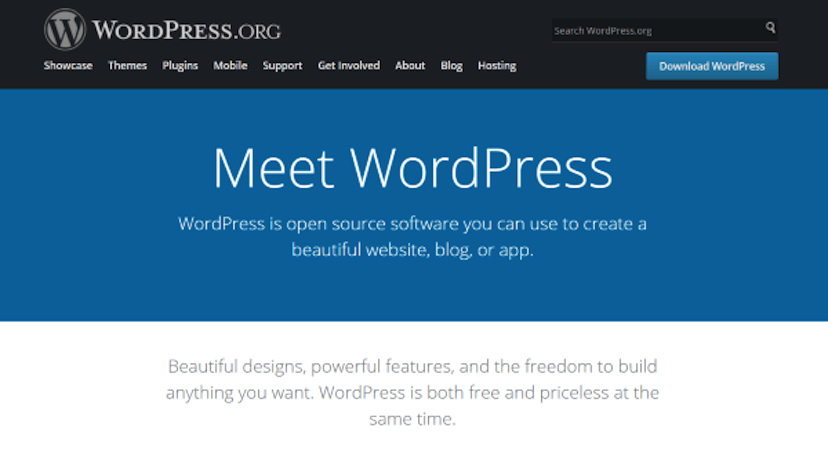 WORDPRESS.ORG
Search WordPress.org
Showcase Themes Plugins Mobile Support Get Involved About Blog Hosting
Download WordPress
Meet WordPress
WordPress is open source software you can use to create a
beautiful website, blog, or app.
Beautiful designs, powerful features, and the freedom to build
anything you want. WordPress is both free and priceless at the
same time.